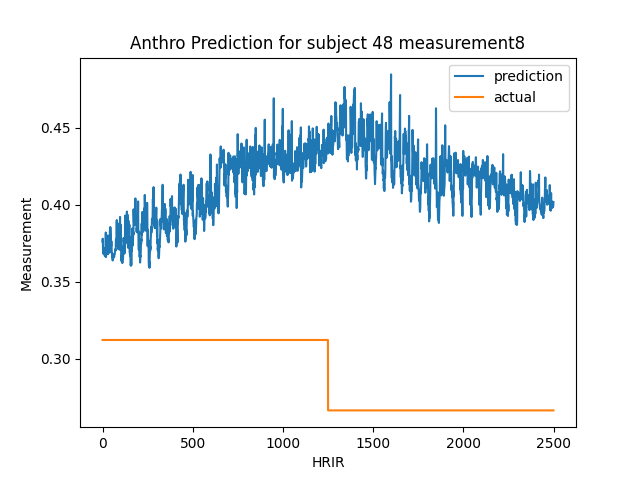 Anthro Prediction for subject 48 measurement8
prediction
actual
0.45
0.40
0.35
0.30
Measurement
0
500
1000
1500
2000
2500
HRIR